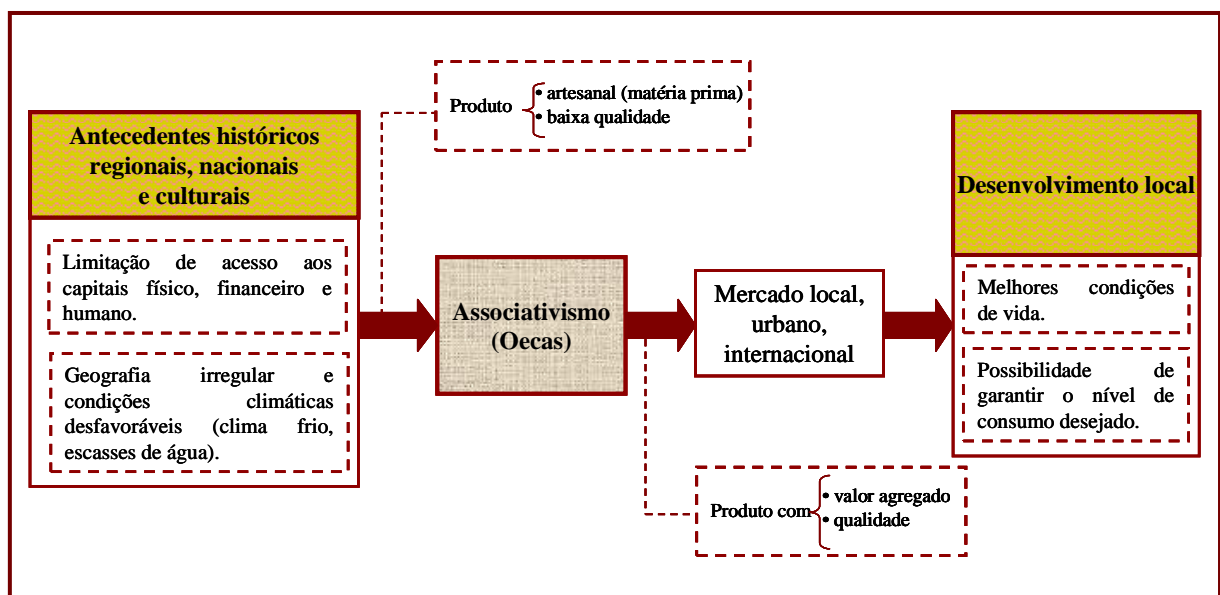 Antecedentes históricos
regionais, nacionais
e culturais
Limitação de acesso aos
capitais físico, financeiro e
humano.
Geografia irregular e
condições climáticas
desfavoráveis (clima frio,
escasses de água).
Produto
• artesanal (matéria prima)
• baixa qualidade
Associativismo
(Oecas)
Produto com
• valor agregado
• qualidade
Mercado local,
urbano,
internacional
Desenvolvimento local
Melhores condições
de vida.
Possibilidade de
garantir o nível de
consumo desejado.